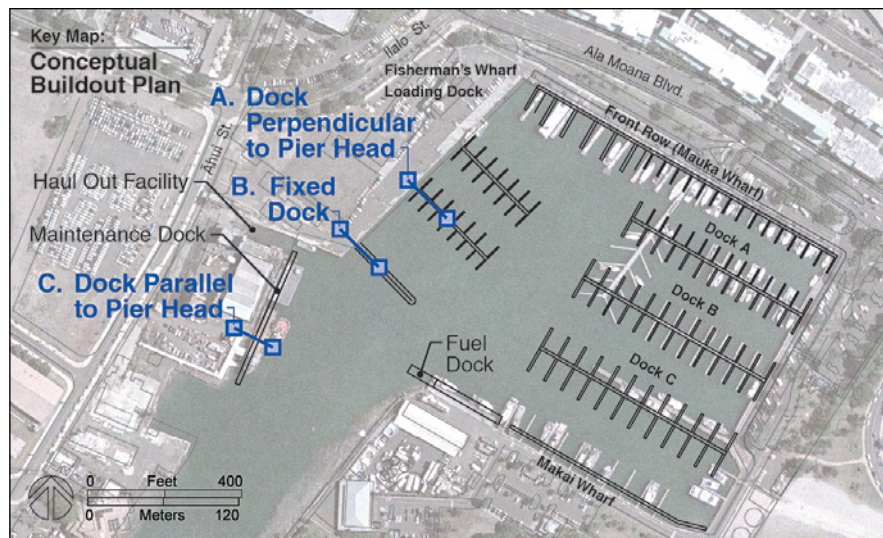 Key Map:
Conceptual
Buildout Plan
Ilalo St.
Ala Moana Blvd.
Fisherman's Wharf
Loading Dock
Ahui St.
A. Dock
Perpendicular
to Pier Head
Front Row (Mauka Wharf)
Haul Out Facility
B. Fixed
Dock
Maintenance Dock
C. Dock Parallel
to Pier Head
Dock A
Dock B
Dock C
Fuel
Dock
Makai Wharf
0 Feet 400
0 Meters 120